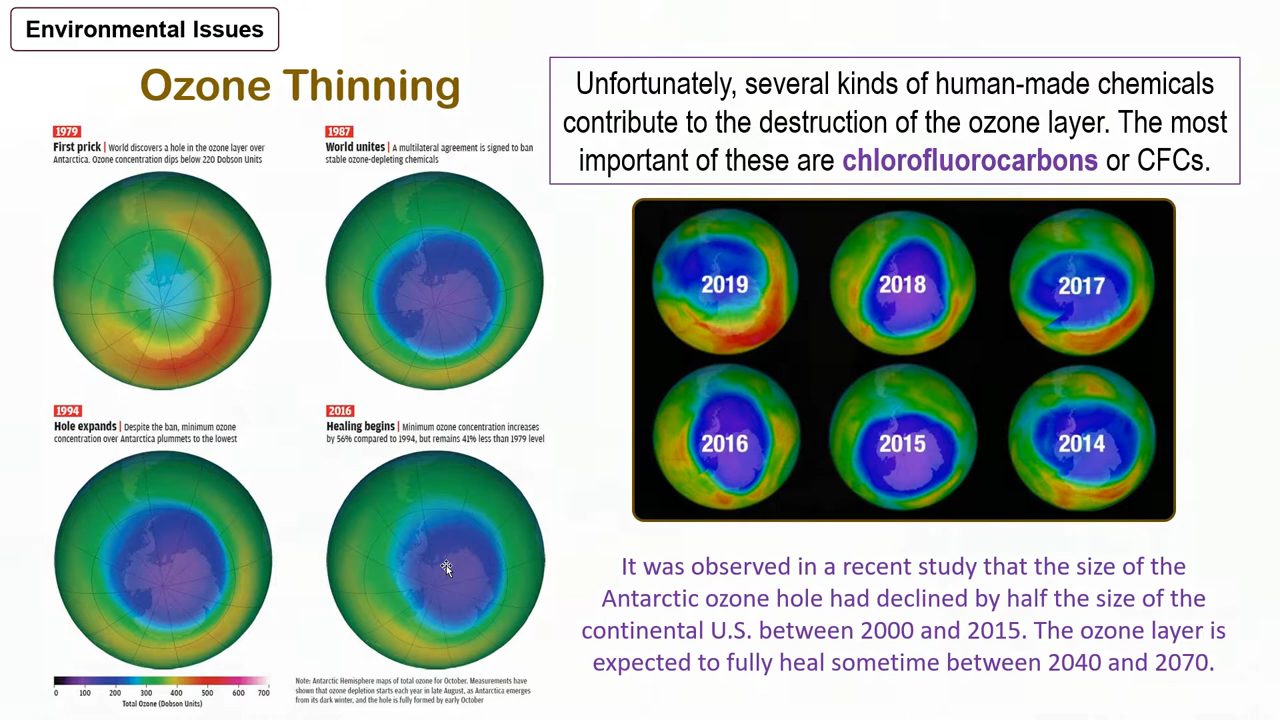 Environmental Issues
Ozone Thinning
Unfortunately, several kinds of human-made chemicals
contribute to the destruction of the ozone layer. The most
important of these are chlorofluorocarbons or CFCs.
1979
First prick | World discovers a hole in the ozone layer over
Antarctica. Ozone concentration dips below 220 Dobson Units
1987
World unites | A multilateral agreement is signed to ban
stable ozone-depleting chemicals
1994
Hole expands | Despite the ban, minimum ozone
concentration over Antarctica plummets to the lowest
2016
Healing begins | Minimum ozone concentration increases
by 56% compared to 1994, but remains 41% less than 1979 level
0 100 200 300 400 500 600 700
Total Ozone (Dobson Units)
Note: Antarctic Hemisphere maps of total ozone for October. Measurements have
shown that ozone depletion starts each year in late August, as Antarctica emerges
from its dark winter, and the hole is fully formed by early October
2019 2018 2017
2016 2015 2014
It was observed in a recent study that the size of the
Antarctic ozone hole had declined by half the size of the
continental U.S. between 2000 and 2015. The ozone layer is
expected to fully heal sometime between 2040 and 2070.